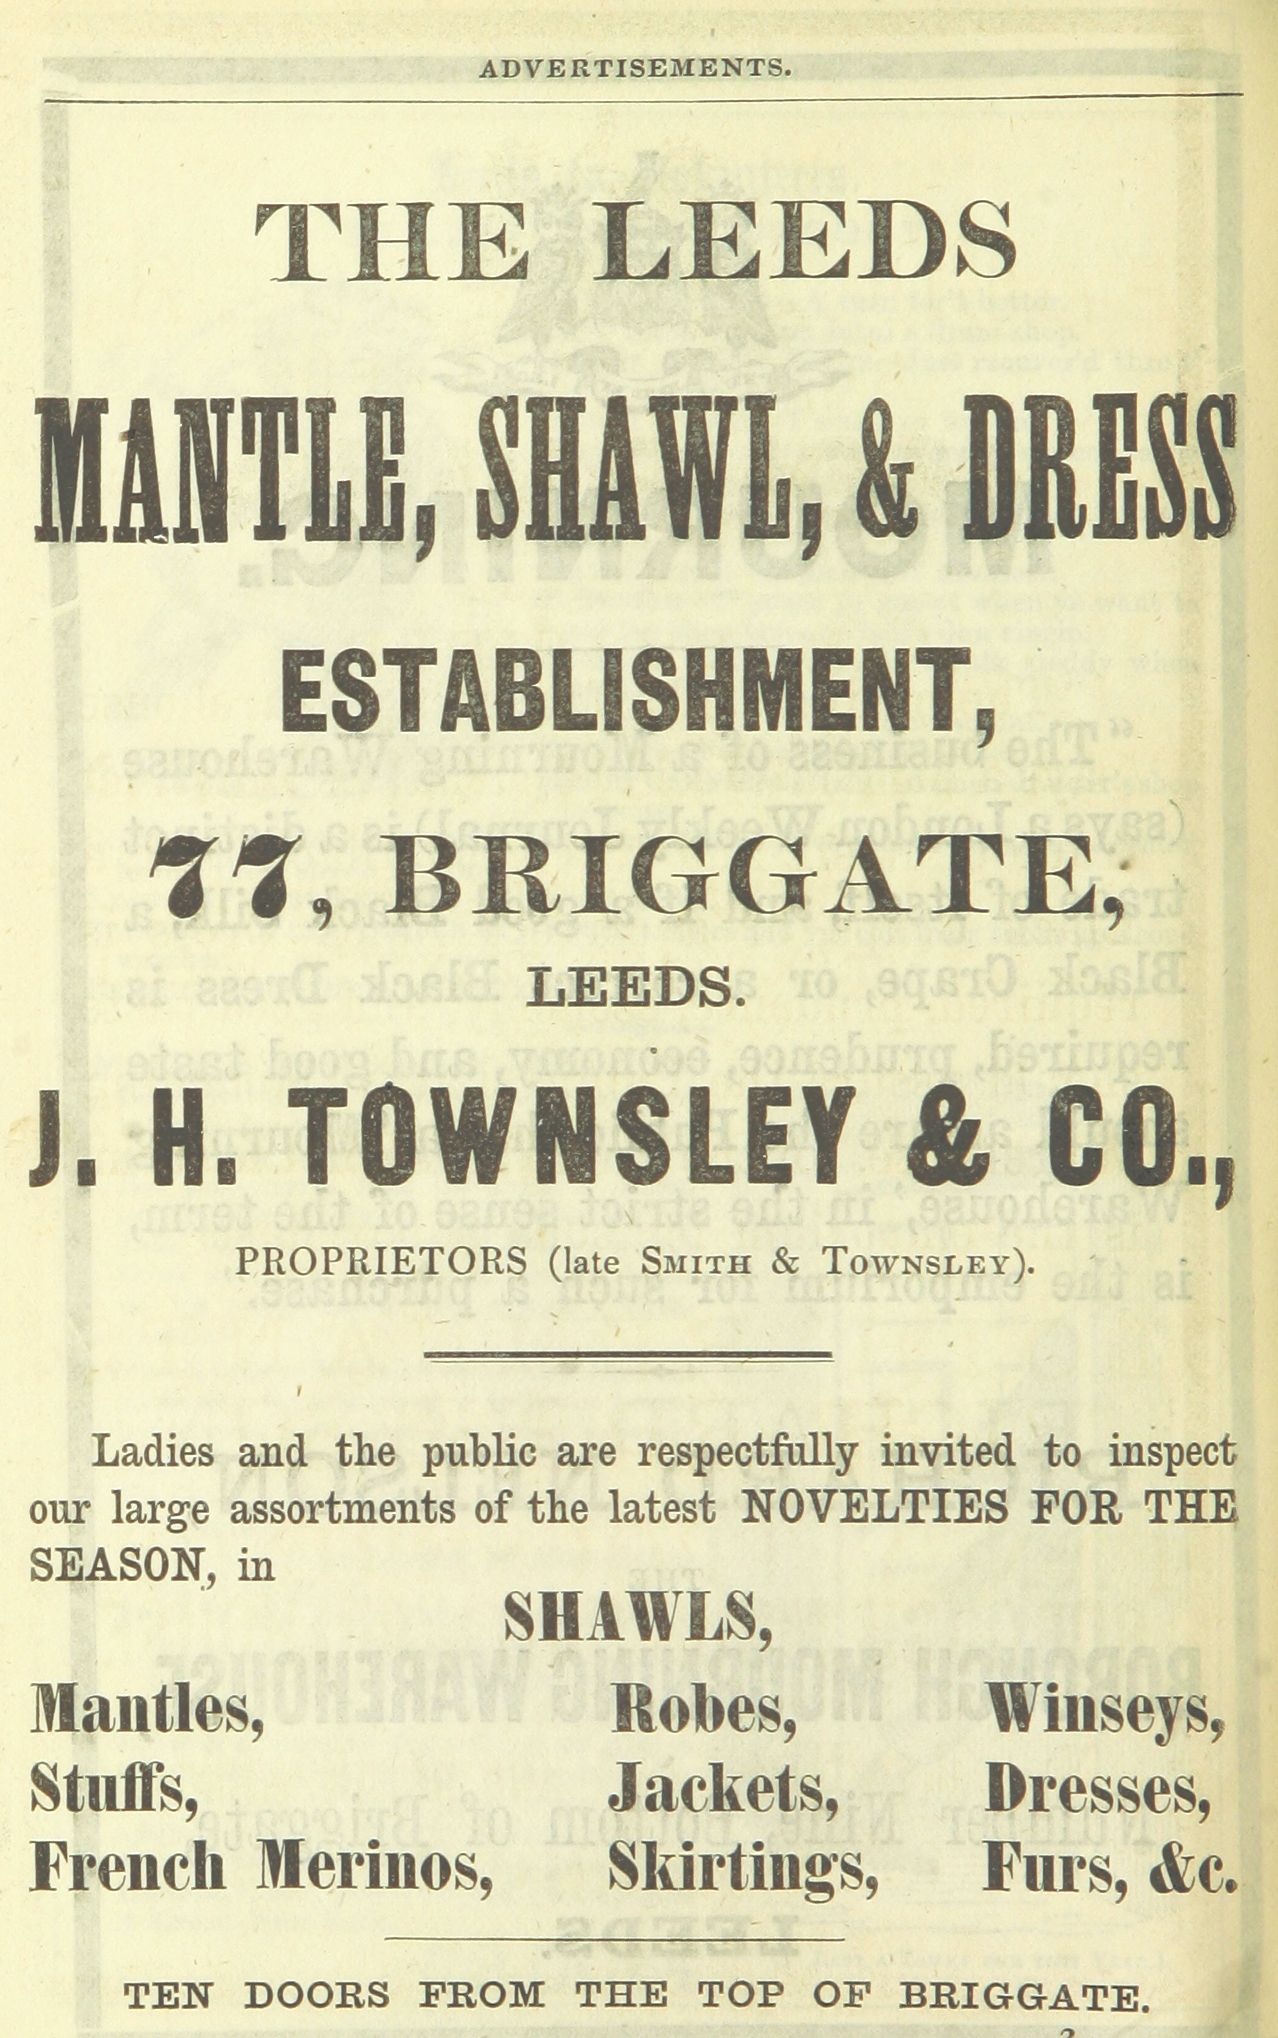 ADVERTISEMENTS.
THE LEEDS
MANTLE, SHAWL, & DRESS
ESTABLISHMENT,
77, BRIGGATE,
LEEDS.
J. H. TOWNSLEY & CO.,
PROPRIETORS (late SMITH & TOWNSLEY).
Ladies and the public are respectfully invited to inspect
our large assortments of the latest NOVELTIES FOR THE
SEASON, in
SHAWLS,
Mantles, Robes, Winseys,
Stuffs, Jackets, Dresses,
French Merinos, Skirtings, Furs, &c.
TEN DOORS FROM THE TOP OF BRIGGATE.